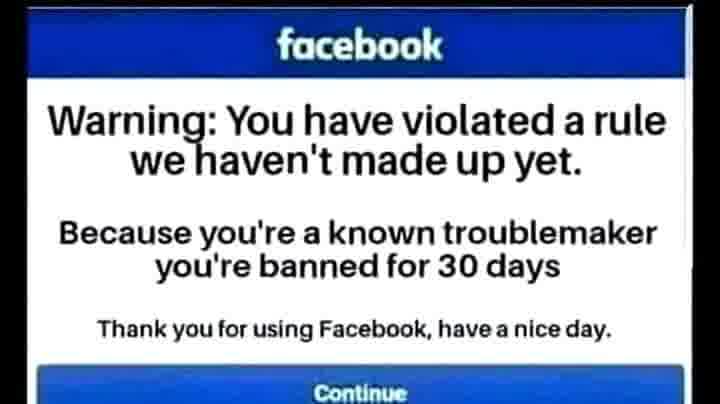 facebook
Warning: You have violated a rule
we haven't made up yet.
Because you're a known troublemaker
you're banned for 30 days
Thank you for using Facebook, have a nice day.
Continue